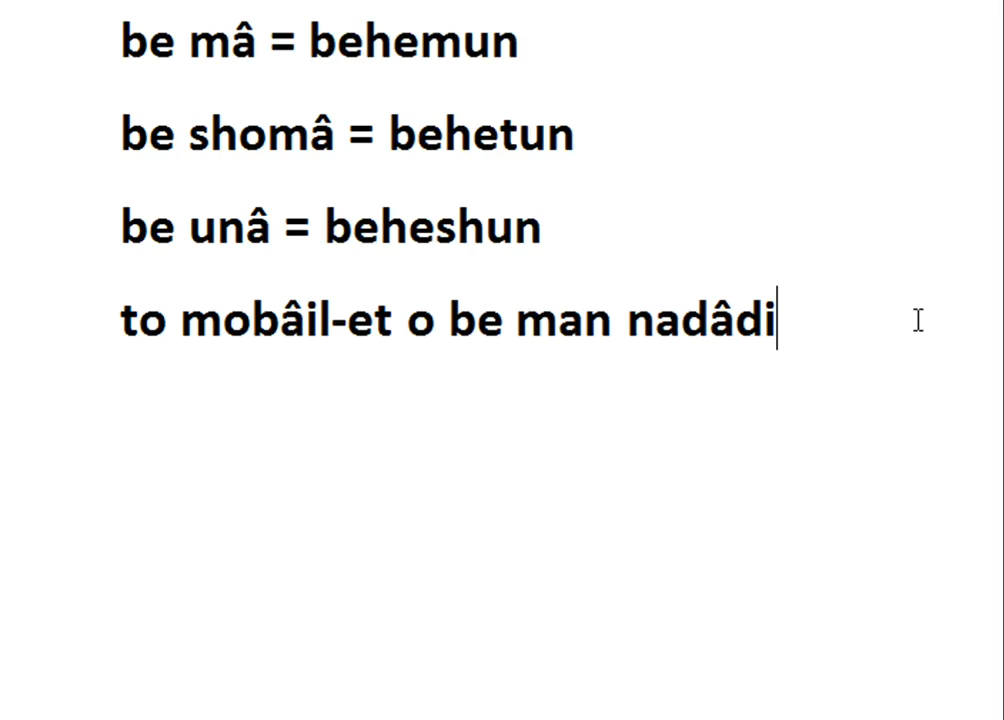 be mâ = behemun
be shomâ = behetun
be unâ = beheshun
to mobâil-et o be man nadâdi